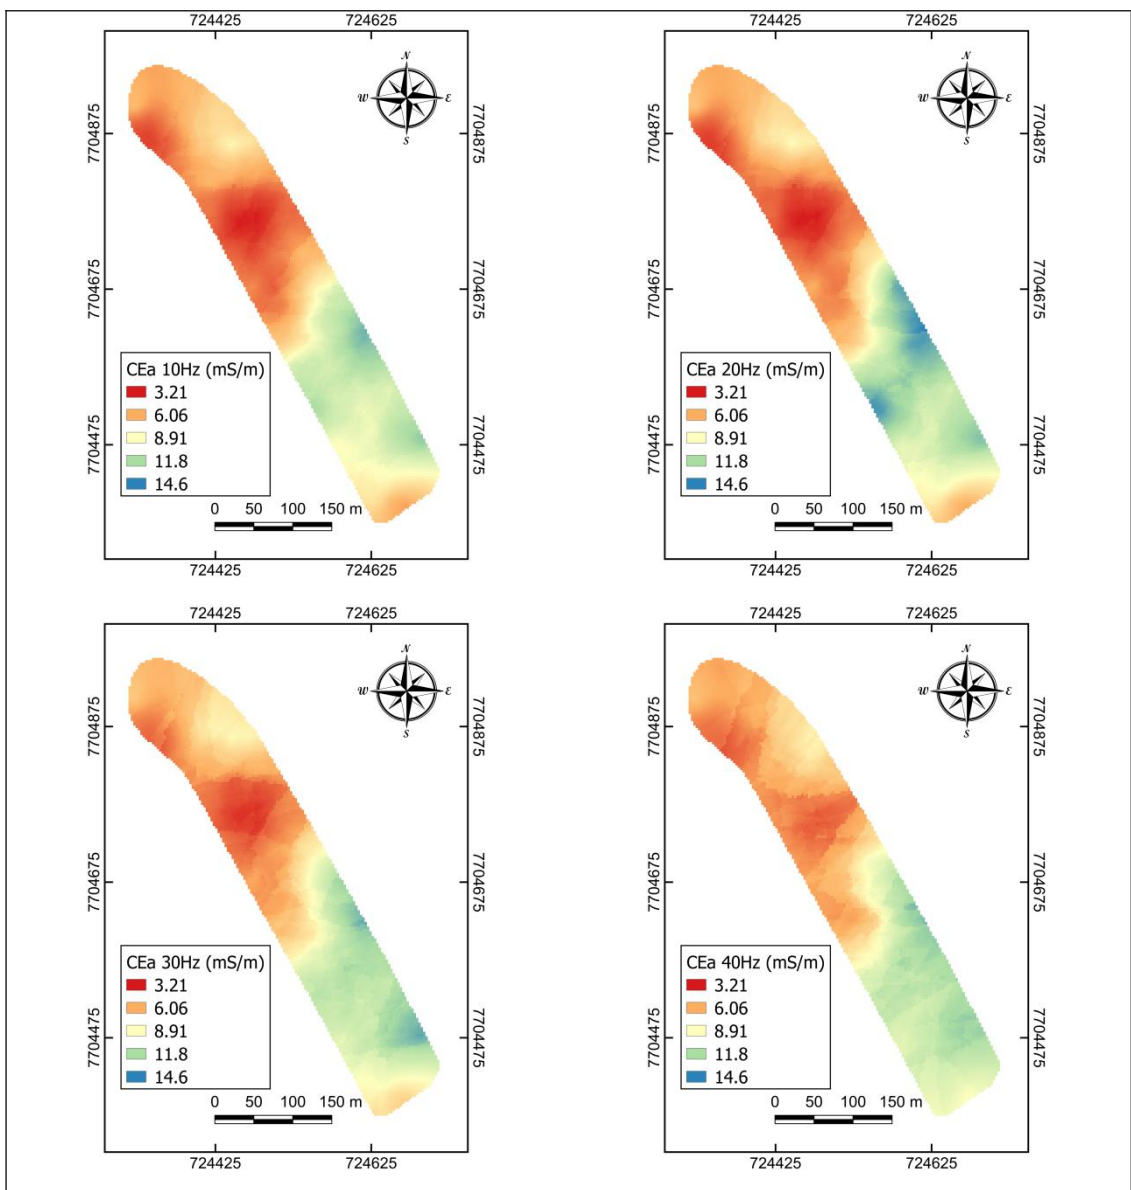 724425 724625
N
W E
S
7704875 7704875
7704675 7704675
7704475 7704475
CEa 10Hz (mS/m)
3.21
6.06
8.91
11.8
14.6
0 50 100 150 m
724425 724625
724425 724625
N
W E
S
7704875 7704875
7704675 7704675
7704475 7704475
CEa 20Hz (mS/m)
3.21
6.06
8.91
11.8
14.6
0 50 100 150 m
724425 724625
724425 724625
N
W E
S
7704875 7704875
7704675 7704675
7704475 7704475
CEa 30Hz (mS/m)
3.21
6.06
8.91
11.8
14.6
0 50 100 150 m
724425 724625
724425 724625
N
W E
S
7704875 7704875
7704675 7704675
7704475 7704475
CEa 40Hz (mS/m)
3.21
6.06
8.91
11.8
14.6
0 50 100 150 m
724425 724625